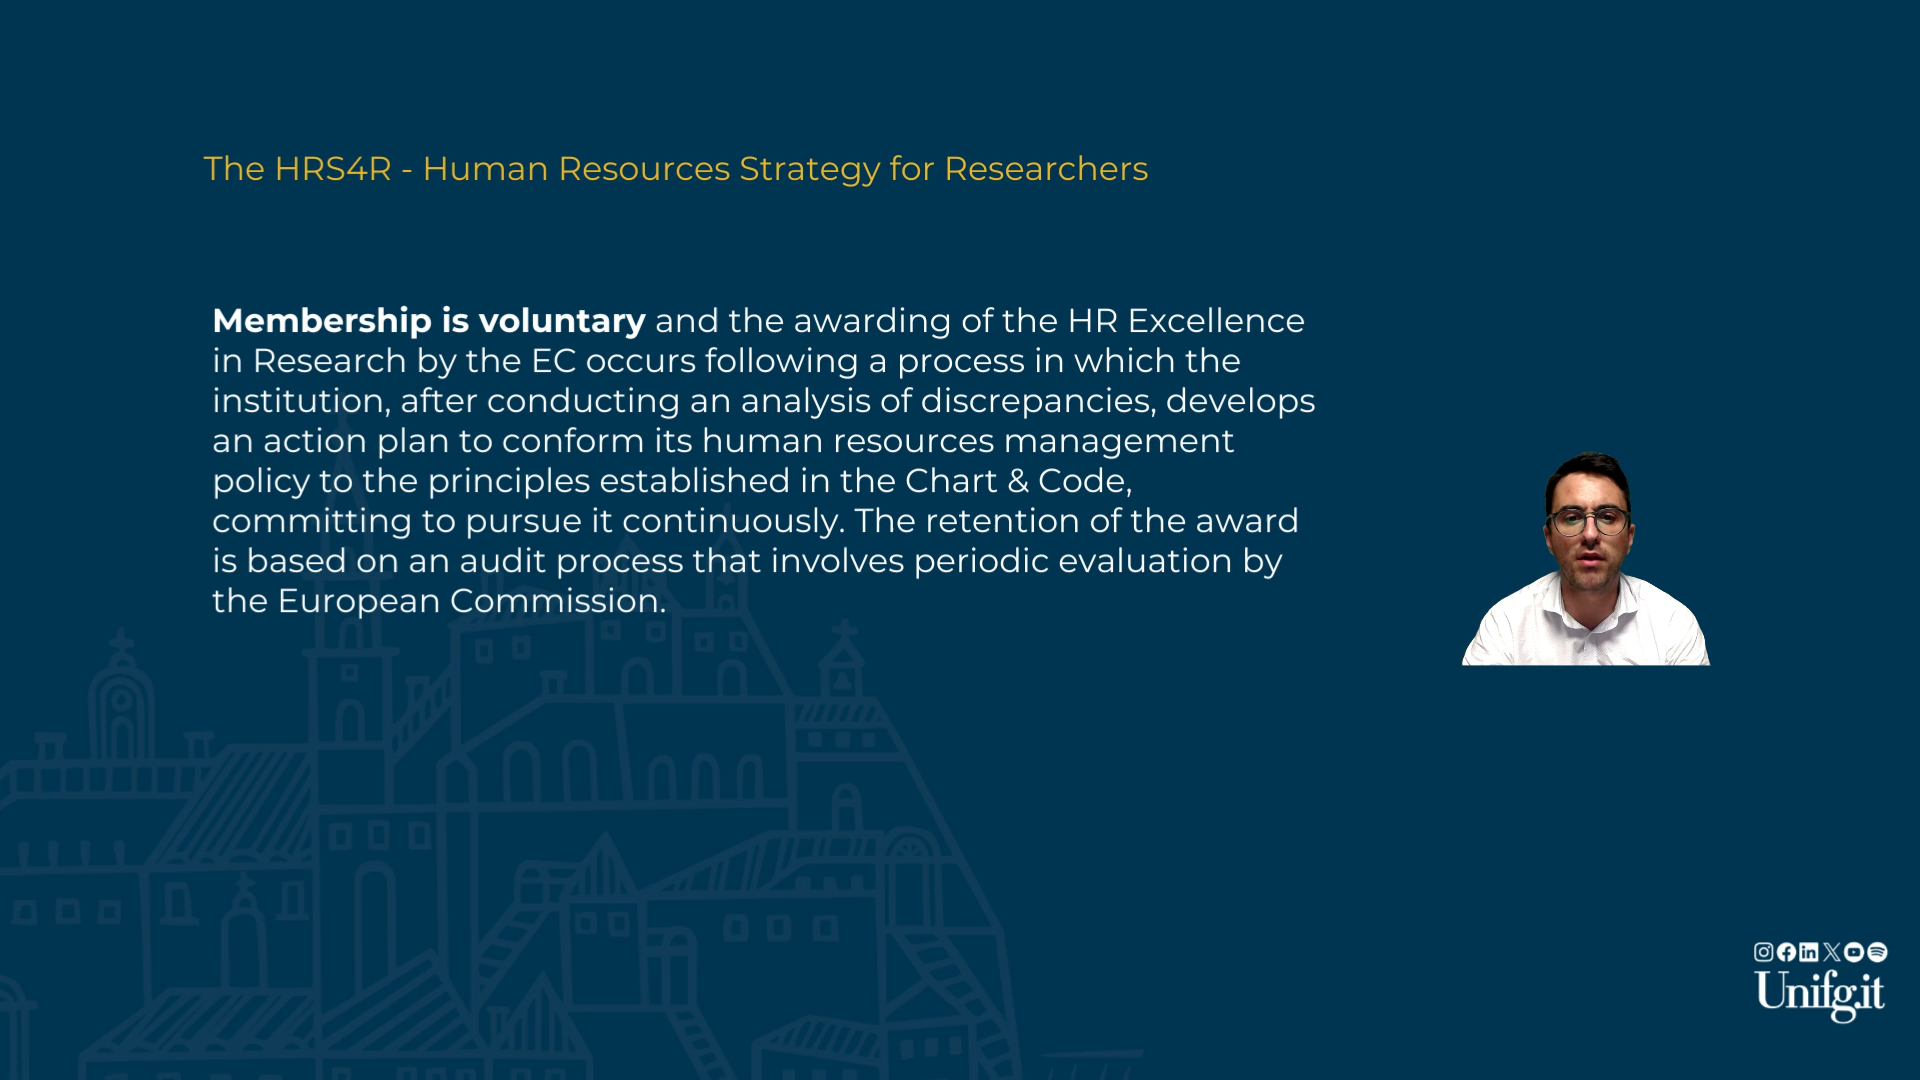 The HRS4R - Human Resources Strategy for Researchers
Membership is voluntary and the awarding of the HR Excellence
in Research by the EC occurs following a process in which the
institution, after conducting an analysis of discrepancies, develops
an action plan to conform its human resources management
policy to the principles established in the Chart & Code,
committing to pursue it continuously. The retention of the award
is based on an audit process that involves periodic evaluation by
the European Commission.
Unifg.it